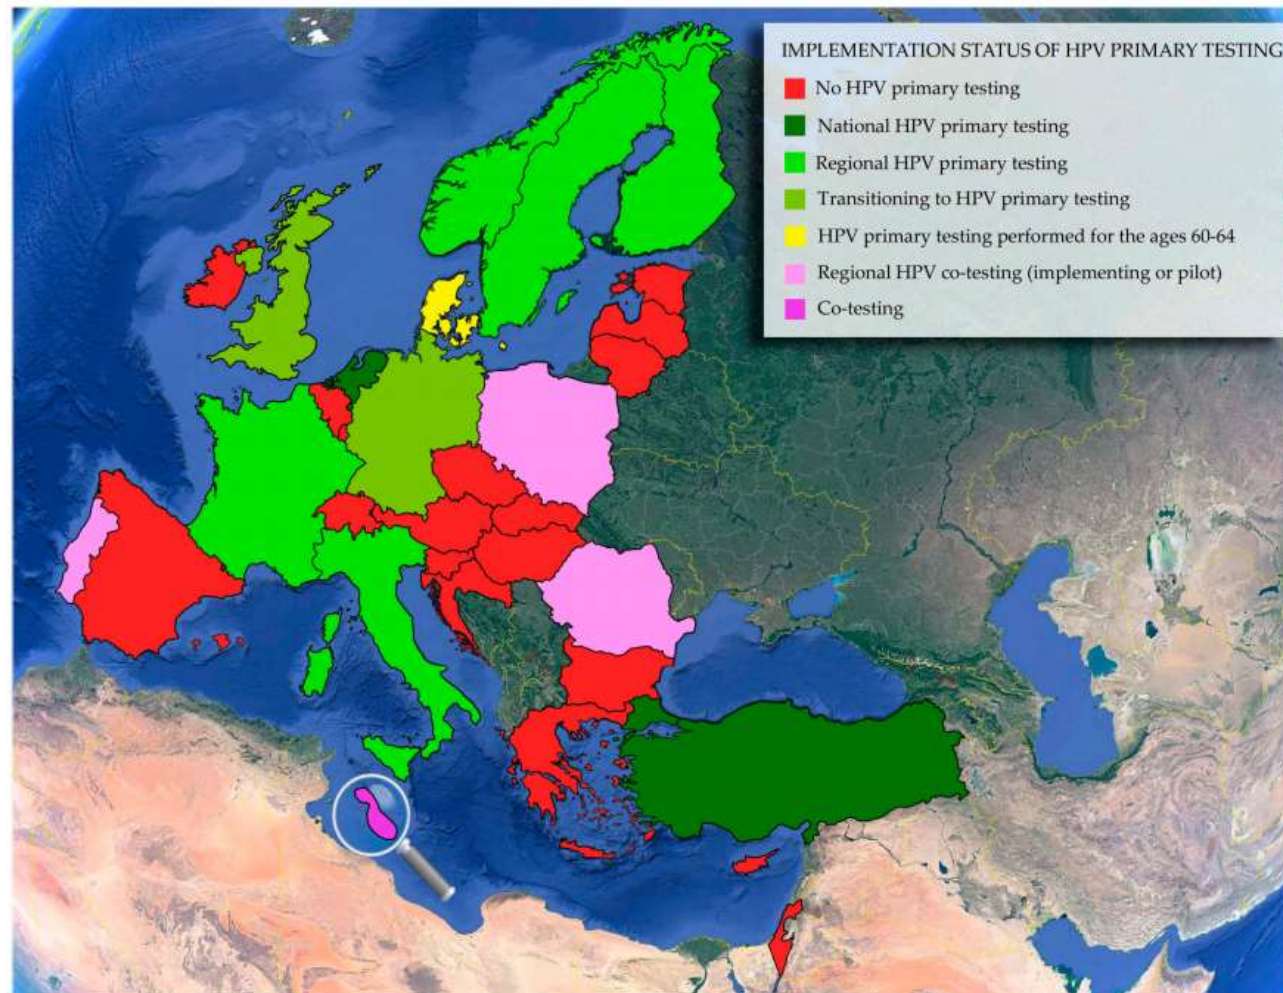 IMPLEMENTATION STATUS OF HPV PRIMARY TESTING
No HPV primary testing
National HPV primary testing
Regional HPV primary testing
Transitioning to HPV primary testing
HPV primary testing performed for the ages 60-64
Regional HPV co-testing (implementing or pilot)
Co-testing